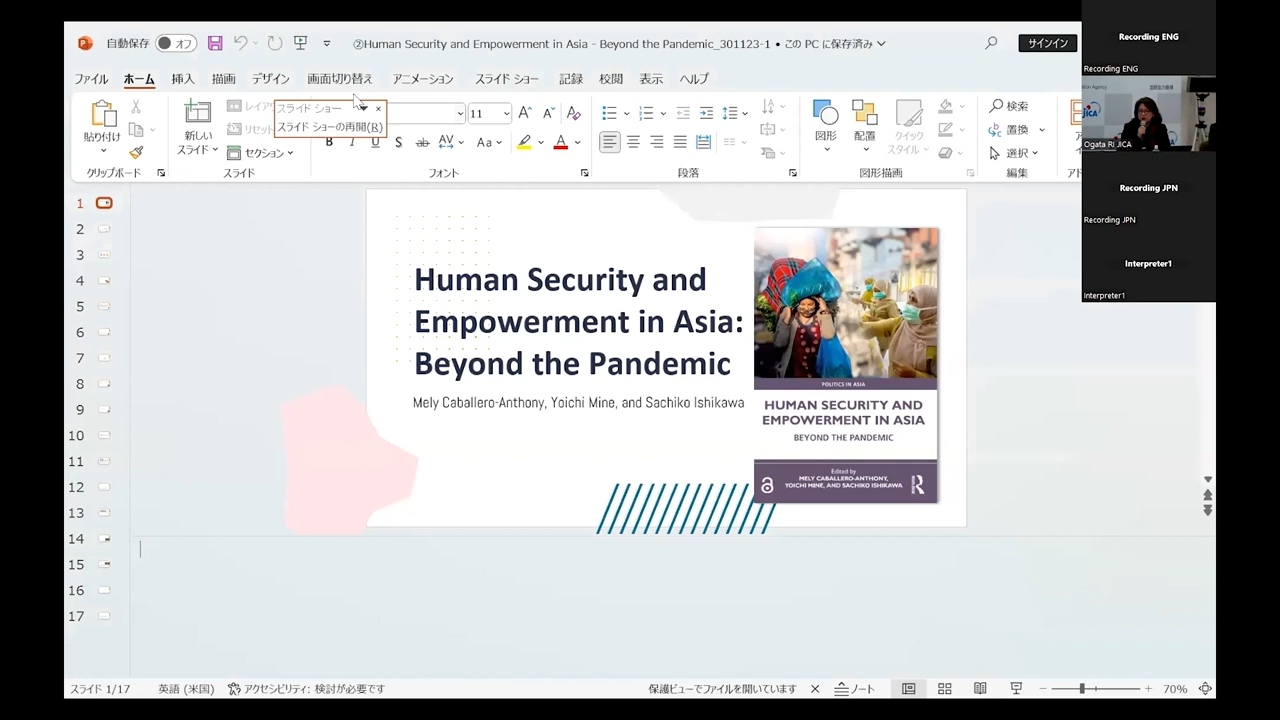 自動保存
オフ
②Human Security and Empowerment in Asia - Beyond the Pandemic_301123-1 • この PC に保存済み
サインイン
ファイル
ホーム
挿入
描画
デザイン
画面切り替え
アニメーション
スライド ショー
記録
校閲
表示
ヘルプ
貼り付け
新しい
スライド
セクション
スライド ショー
スライド ショーの再開(R)
11
Aa
図形
配置
クイック
スタイル
検索
置換
選択
クリップボード
スライド
フォント
段落
図形描画
編集
1
2
3
4
5
6
7
8
9
10
11
12
13
14
15
16
17
Human Security and
Empowerment in Asia:
Beyond the Pandemic
Mely Caballero-Anthony, Yoichi Mine, and Sachiko Ishikawa
POLITICS IN ASIA
HUMAN SECURITY AND
EMPOWERMENT IN ASIA
BEYOND THE PANDEMIC
Edited by
MELY CABALLERO-ANTHONY,
YOICHI MINE, AND SACHIKO ISHIKAWA
Recording ENG
Recording ENG
Ogata RI JICA
Recording JPN
Recording JPN
Interpreter1
Interpreter1
スライド 1/17
英語 (米国)
アクセシビリティ: 検討が必要です
保護ビューでファイルを開いています
ノート
70%